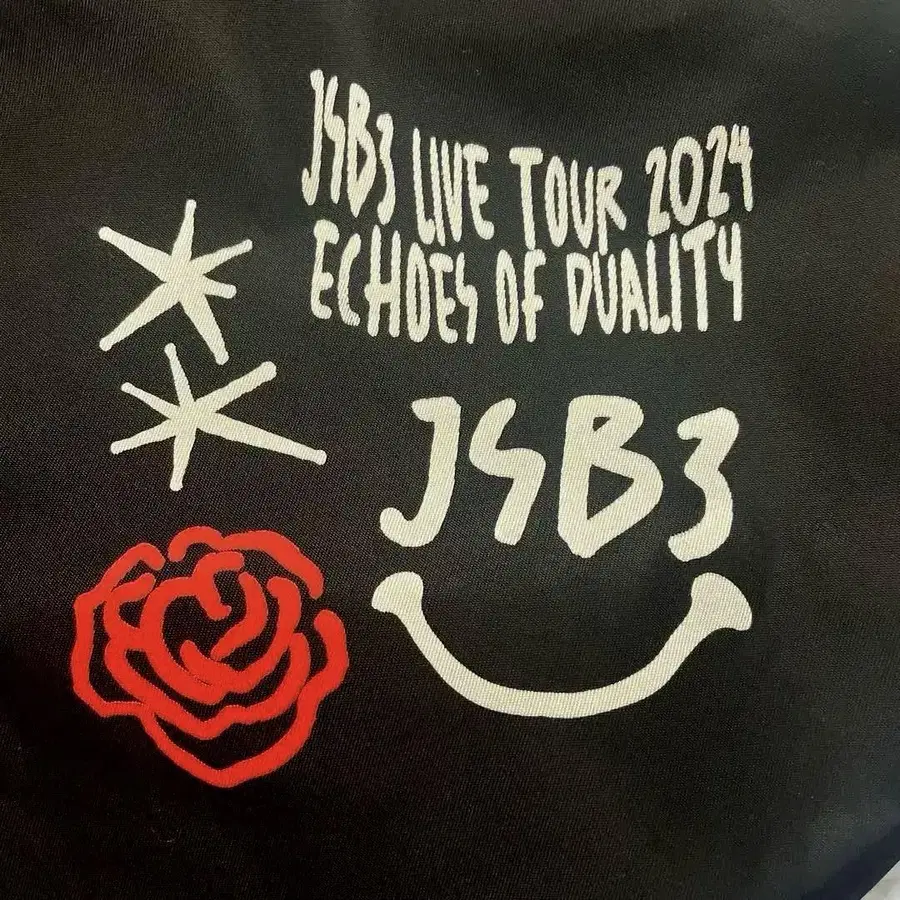 JSB3 LIVE TOUR 2024
ECHOES OF DUALITY
JSB3